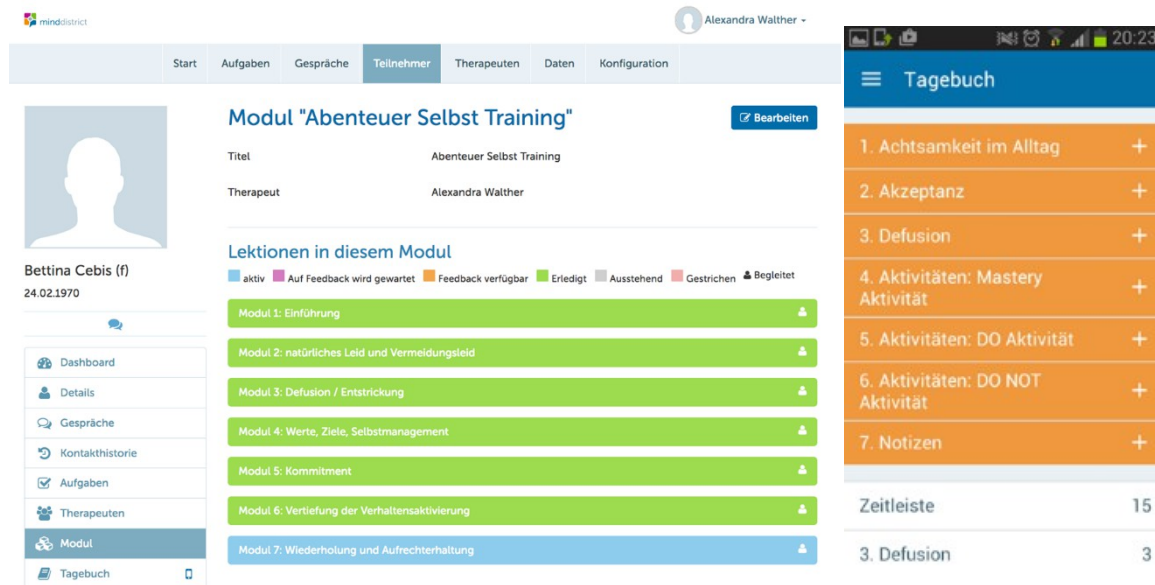 minddistrict
Alexandra Walther
Start Aufgaben Gespräche Teilnehmer Therapeuten Daten Konfiguration
Modul "Abenteuer Selbst Training"
Bearbeiten
Titel Abenteuer Selbst Training
Therapeut Alexandra Walther
Lektionen in diesem Modul
aktiv Auf Feedback wird gewartet Feedback verfügbar Erledigt Ausstehend Gestrichen Begleitet
Modul 1: Einführung
Modul 2: natürliches Leid und Vermeidungsleid
Modul 3: Defusion / Entstrickung
Modul 4: Werte, Ziele, Selbstmanagement
Modul 5: Kommitment
Modul 6: Vertiefung der Verhaltensaktivierung
Modul 7: Wiederholung und Aufrechterhaltung
Bettina Cebis (f)
24.02.1970
Dashboard
Details
Gespräche
Kontakthistorie
Aufgaben
Therapeuten
Modul
Tagebuch
20:23
Tagebuch
1. Achtsamkeit im Alltag +
2. Akzeptanz +
3. Defusion +
4. Aktivitäten: Mastery
Aktivität +
5. Aktivitäten: DO Aktivität +
6. Aktivitäten: DO NOT
Aktivität +
7. Notizen +
Zeitleiste 15
3. Defusion 3